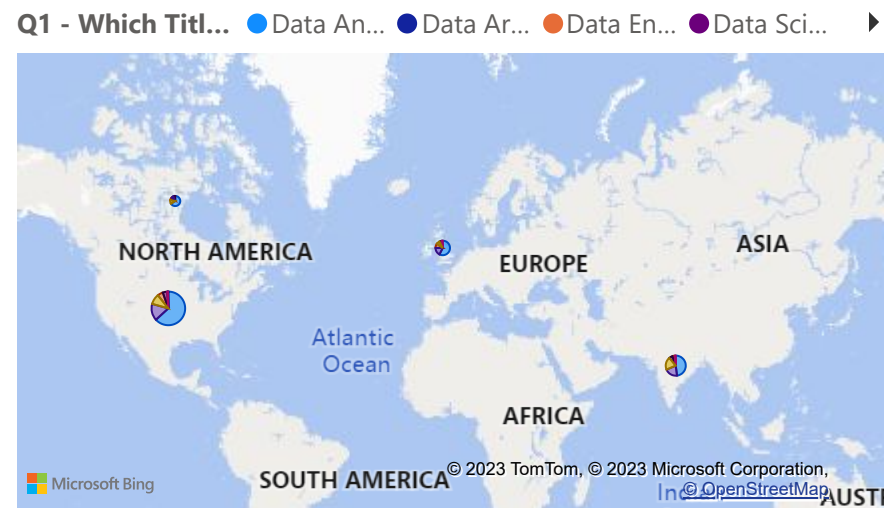 Q1 - Which Titl... Data An... Data Ar... Data En... Data Sci...
NORTH AMERICA
EUROPE
ASIA
Atlantic
Ocean
AFRICA
SOUTH AMERICA
© 2023 TomTom, © 2023 Microsoft Corporation,
© OpenStreetMap
Microsoft Bing